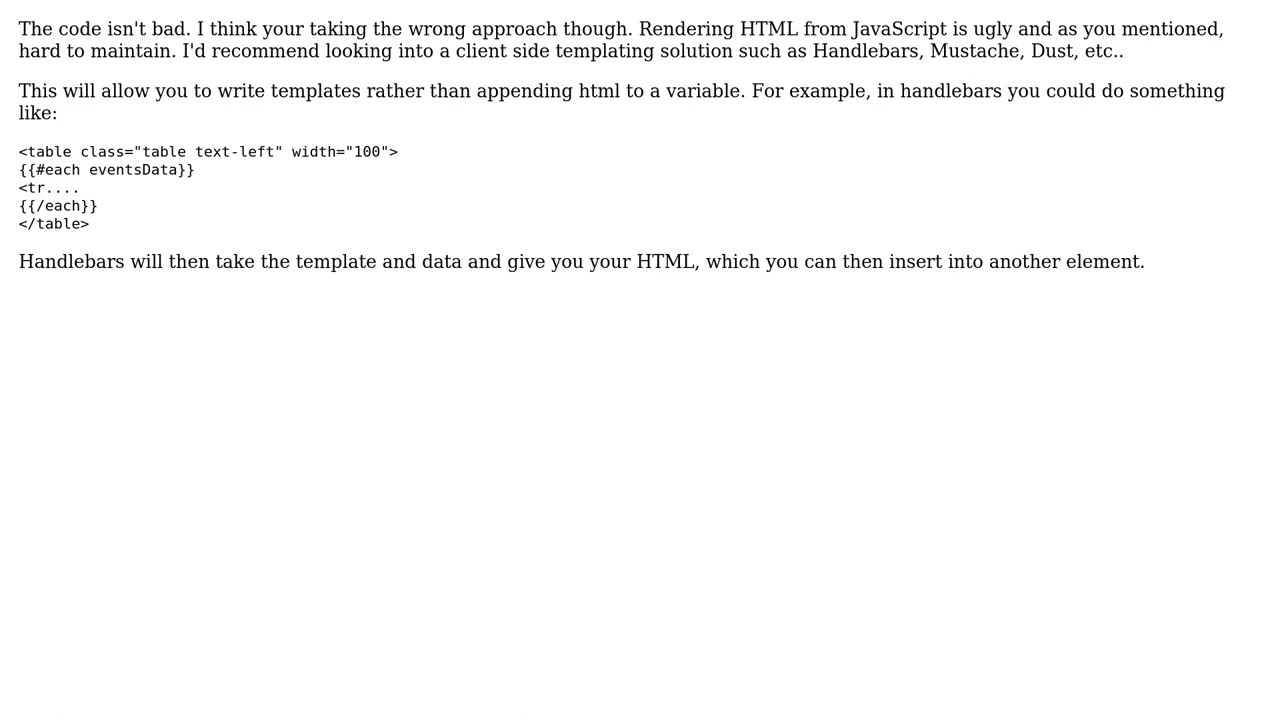 The code isn't bad. I think your taking the wrong approach though. Rendering HTML from JavaScript is ugly and as you mentioned,
hard to maintain. I'd recommend looking into a client side templating solution such as Handlebars, Mustache, Dust, etc..
This will allow you to write templates rather than appending html to a variable. For example, in handlebars you could do something
like:
<table class="table text-left" width="100">
{{#each eventsData}}
<tr....
{{/each}}
</table>
Handlebars will then take the template and data and give you your HTML, which you can then insert into another element.